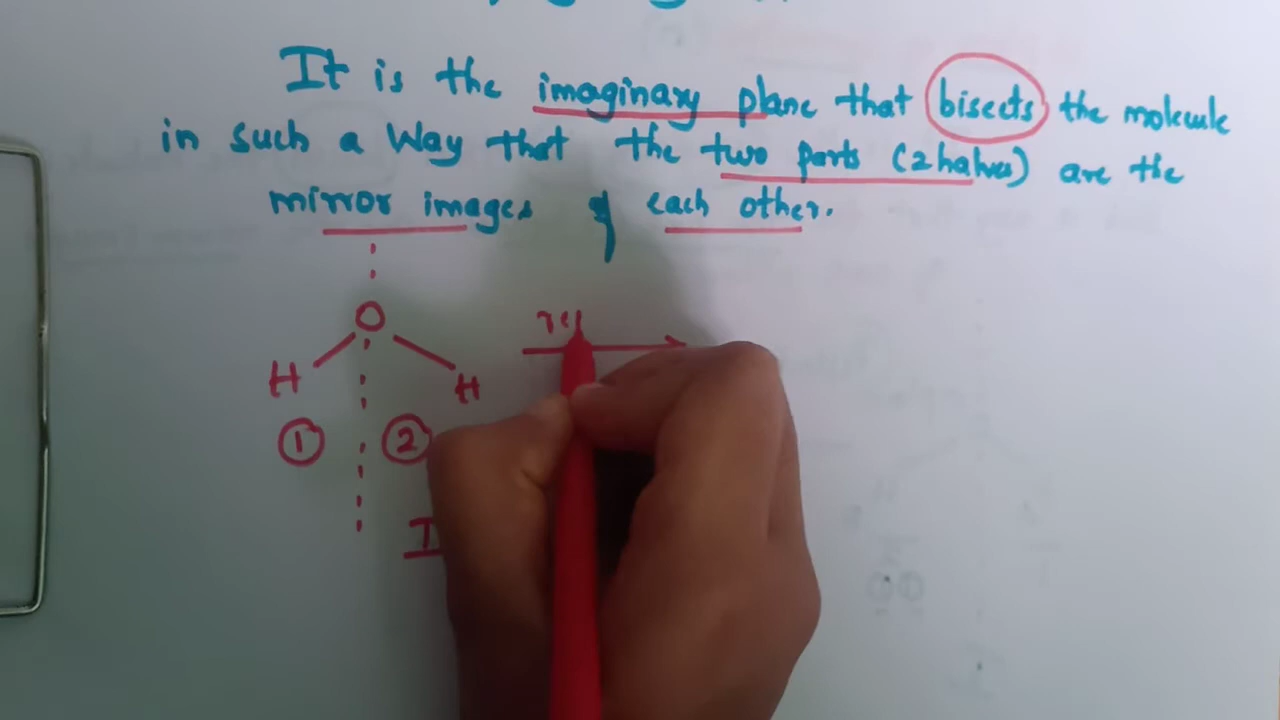 It is the imaginary plane that bisects the molecule
in such a way that the two parts (2 halves) are the
mirror images of each other.
O
H H
① ②
I
ref